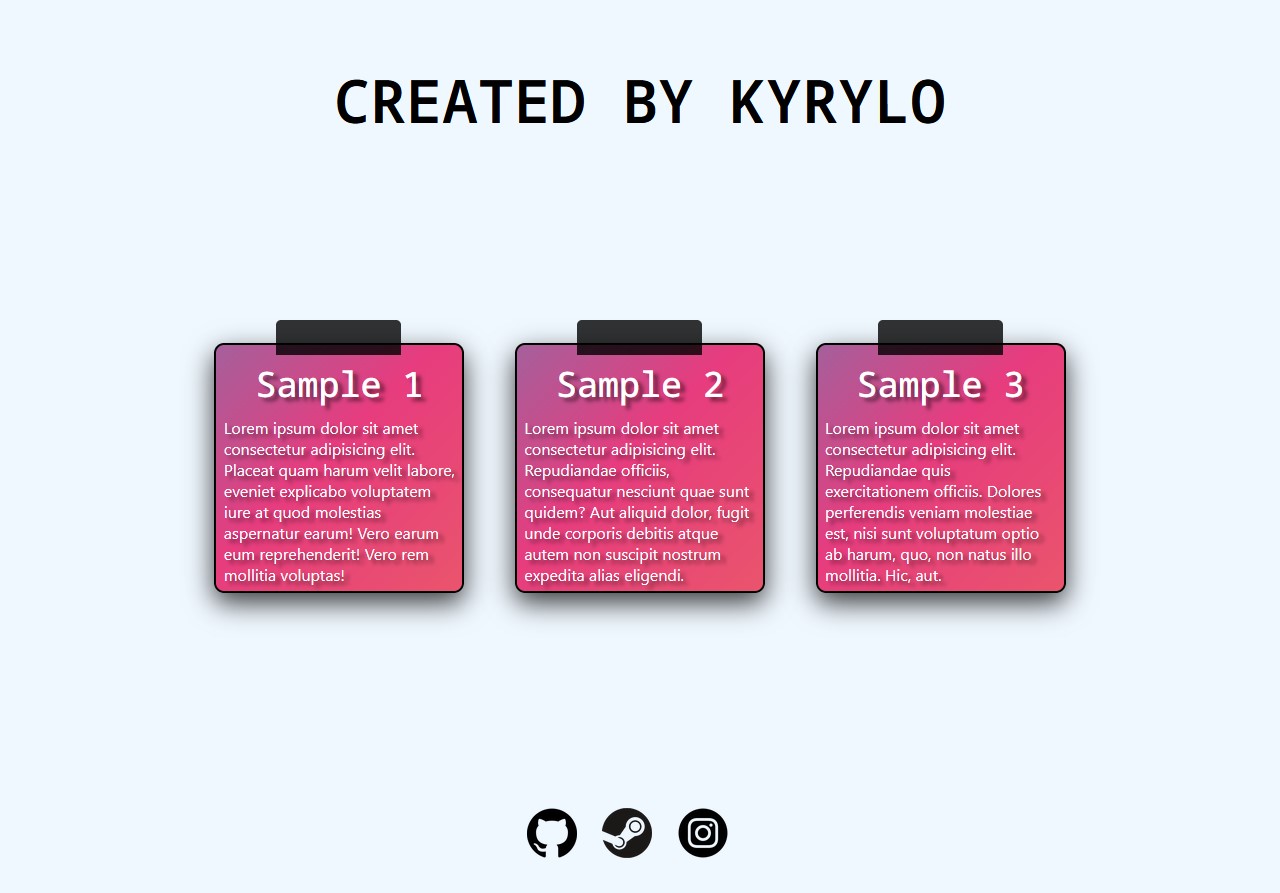 CREATED BY KYRYLO
Sample 1
Lorem ipsum dolor sit amet
consectetur adipisicing elit.
Placeat quam harum velit labore,
eveniet explicabo voluptatem
iure at quod molestias
aspernatur earum! Vero earum
eum reprehenderit! Vero rem
mollitia voluptas!
Sample 2
Lorem ipsum dolor sit amet
consectetur adipisicing elit.
Repudiandae officiis,
consequatur nesciunt quae sunt
quidem? Aut aliquid dolor, fugit
unde corporis debitis atque
autem non suscipit nostrum
expedita alias eligendi.
Sample 3
Lorem ipsum dolor sit amet
consectetur adipisicing elit.
Repudiandae quis
exercitationem officiis. Dolores
perferendis veniam molestiae
est, nisi sunt voluptatum optio
ab harum, quo, non natus illo
mollitia. Hic, aut.